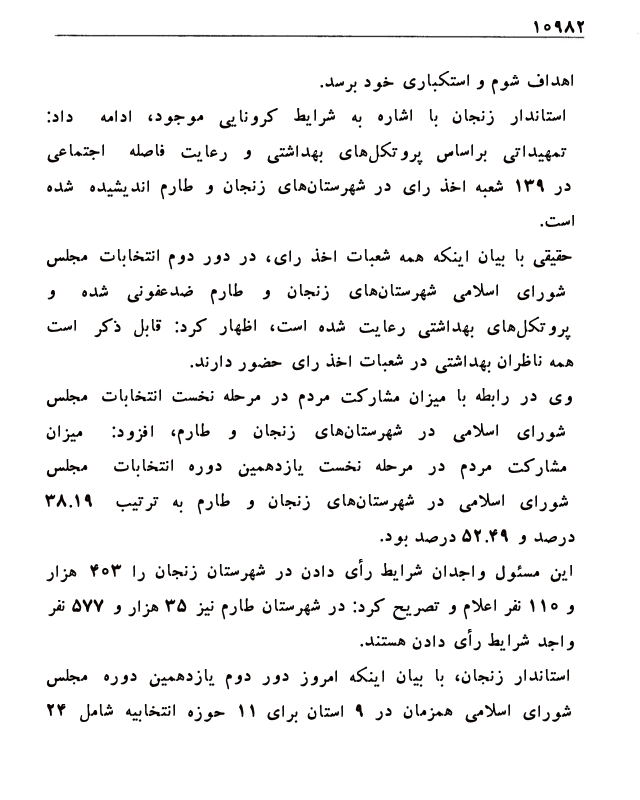 ۱۰۹۸۲
اهداف شوم و استکباری خود برسد.
استاندار زنجان با اشاره به شرایط کرونایی موجود، ادامه داد:
تمهیداتی براساس پروتکل‌های بهداشتی و رعایت فاصله اجتماعی
در ۱۳۹ شعبه اخذ رای در شهرستان‌های زنجان و طارم اندیشیده شده
است.
حقیقی با بیان اینکه همه شعبات اخذ رای، در دور دوم انتخابات مجلس
شورای اسلامی شهرستان‌های زنجان و طارم ضدعفونی شده و
پروتکل‌های بهداشتی رعایت شده است، اظهار کرد: قابل ذکر است
همه ناظران بهداشتی در شعبات اخذ رای حضور دارند.
وی در رابطه با میزان مشارکت مردم در مرحله نخست انتخابات مجلس
شورای اسلامی در شهرستان‌های زنجان و طارم، افزود: میزان
مشارکت مردم در مرحله نخست یازدهمین دوره انتخابات مجلس
شورای اسلامی در شهرستان‌های زنجان و طارم به ترتیب ۳۸.۱۹
درصد و ۵۲.۴۹ درصد بود.
این مسئول واجدان شرایط رأی دادن در شهرستان زنجان را ۴۰۳ هزار
و ۱۱۰ نفر اعلام و تصریح کرد: در شهرستان طارم نیز ۳۵ هزار و ۵۷۷ نفر
واجد شرایط رأی دادن هستند.
استاندار زنجان، با بیان اینکه امروز دور دوم یازدهمین دوره مجلس
شورای اسلامی همزمان در ۹ استان برای ۱۱ حوزه انتخابیه شامل ۲۴